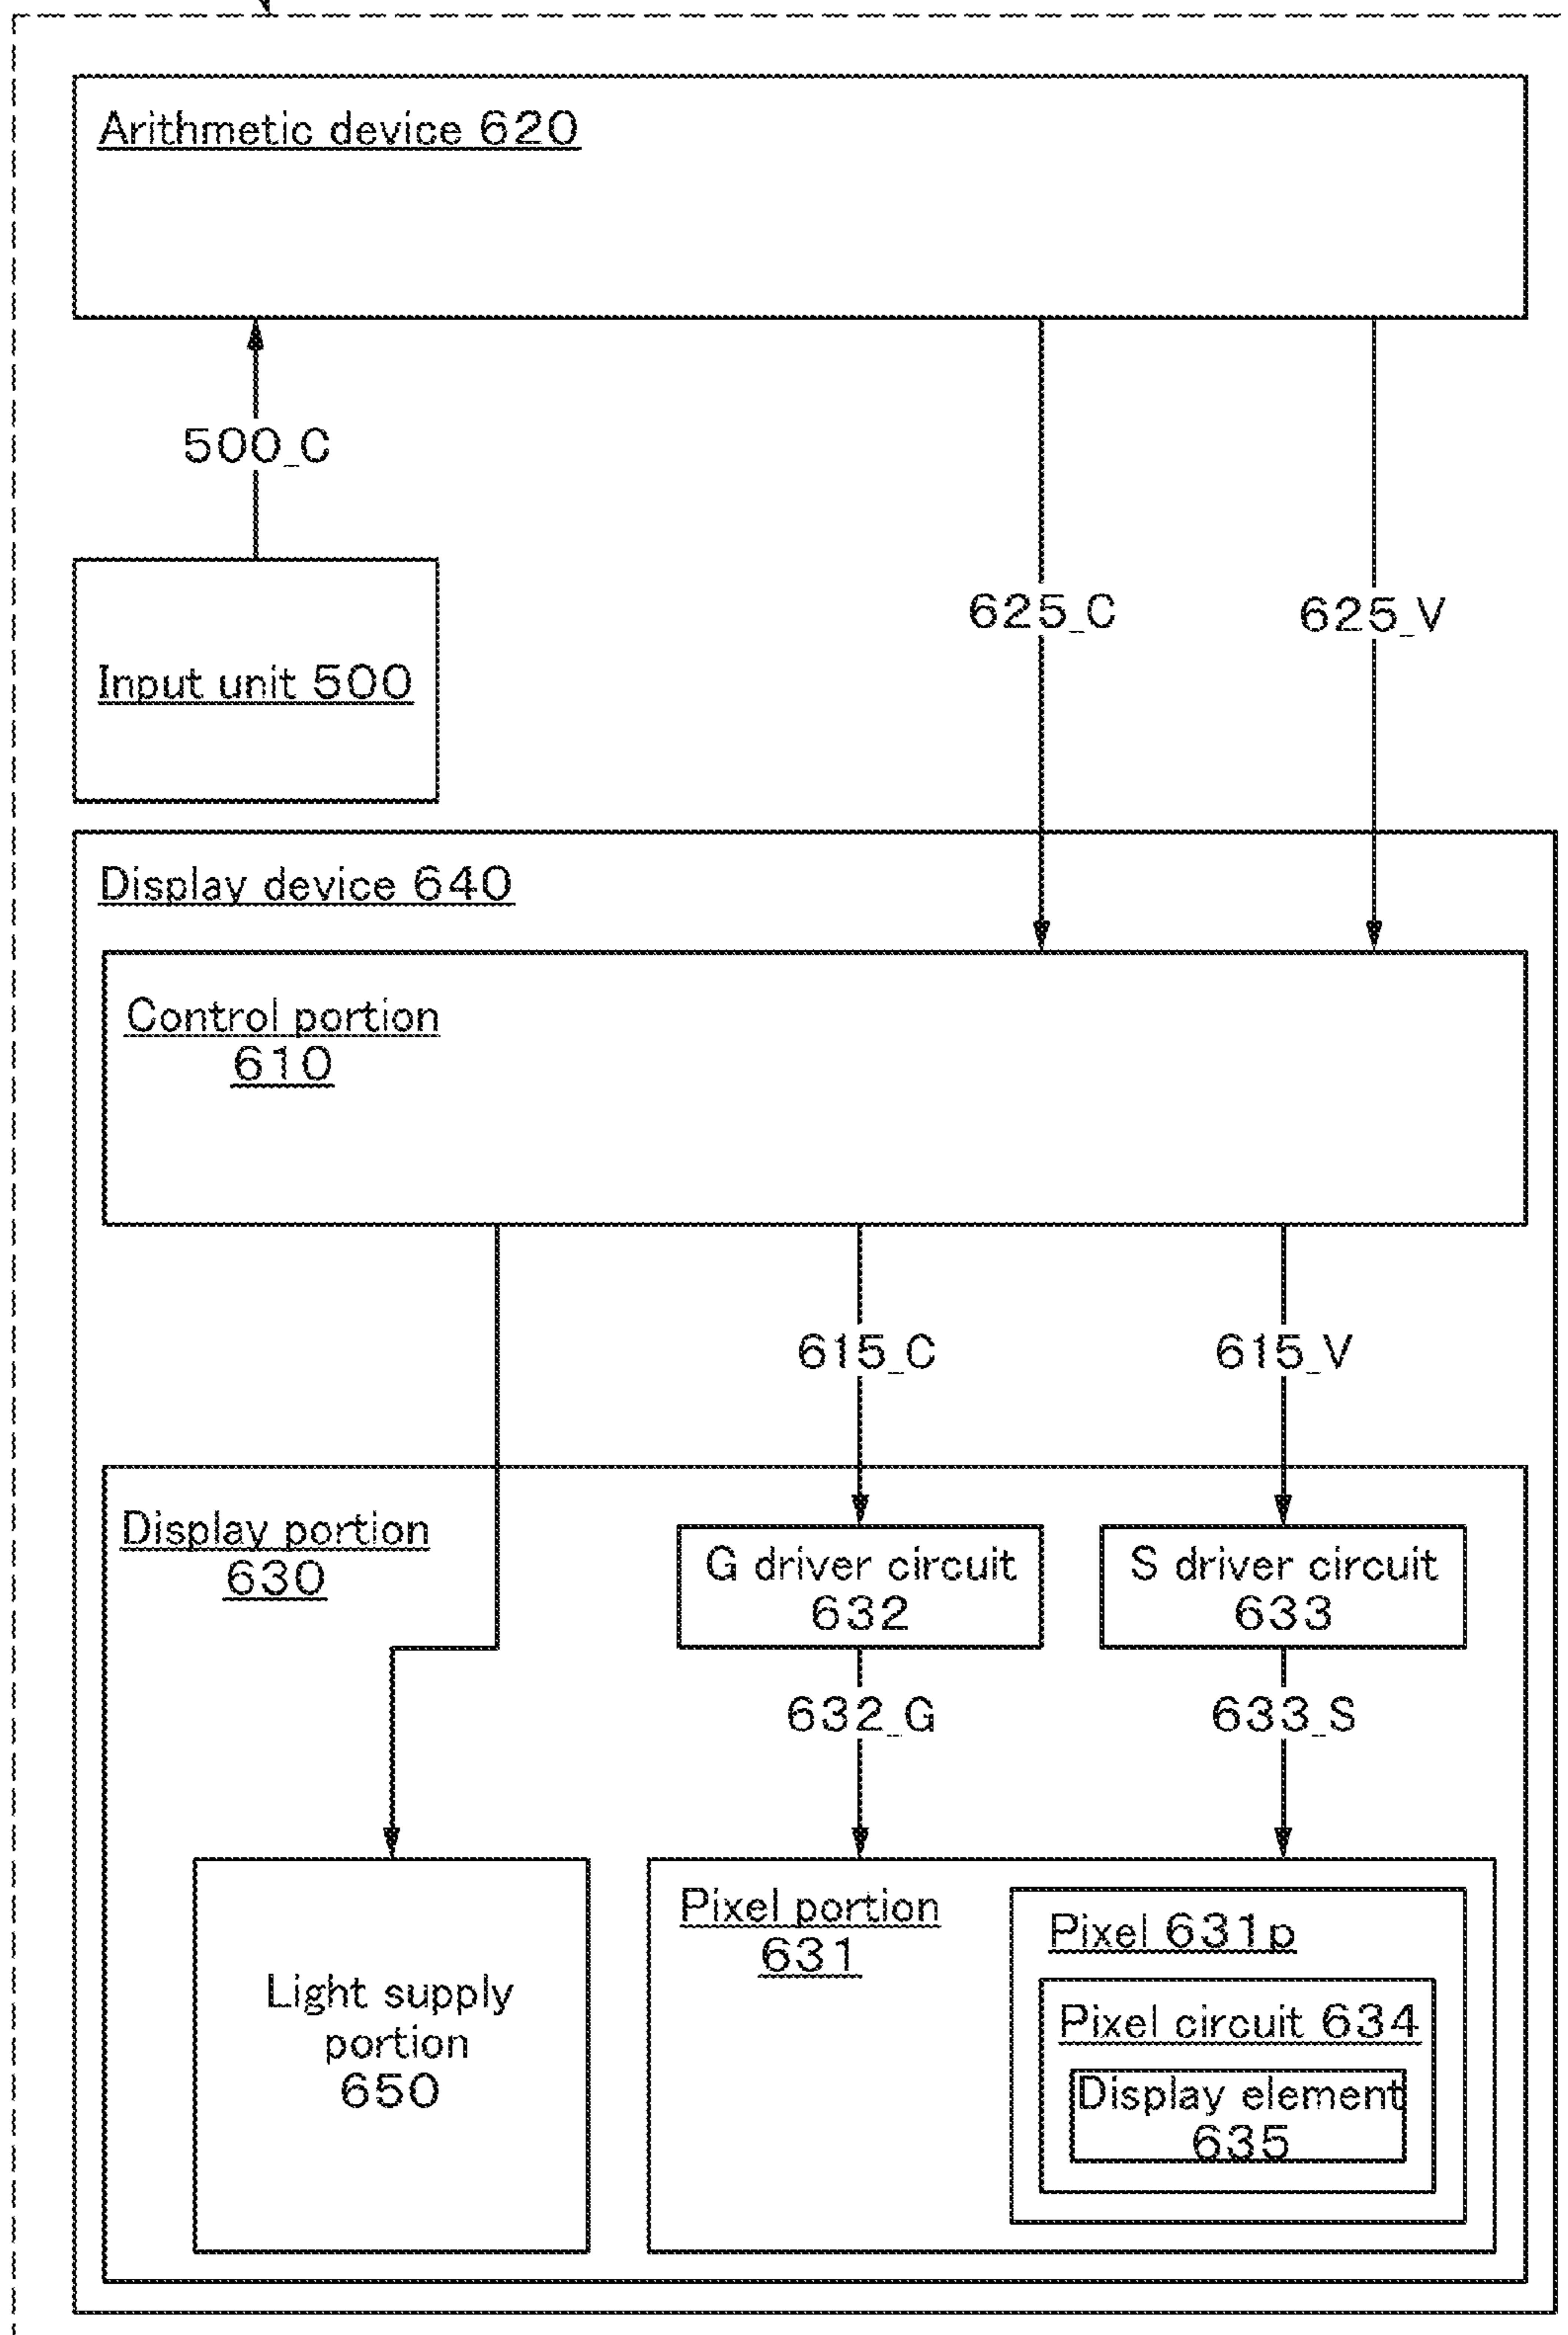 Arithmetic device 620
500_C
625_C
625_V
Input unit 500
Display device 640
Control portion
610
615_C
615_V
Display portion
630
G driver circuit
632
S driver circuit
633
632_G
633_S
Light supply
portion
650
Pixel portion
631
Pixel 631p
Pixel circuit 634
Display element
635